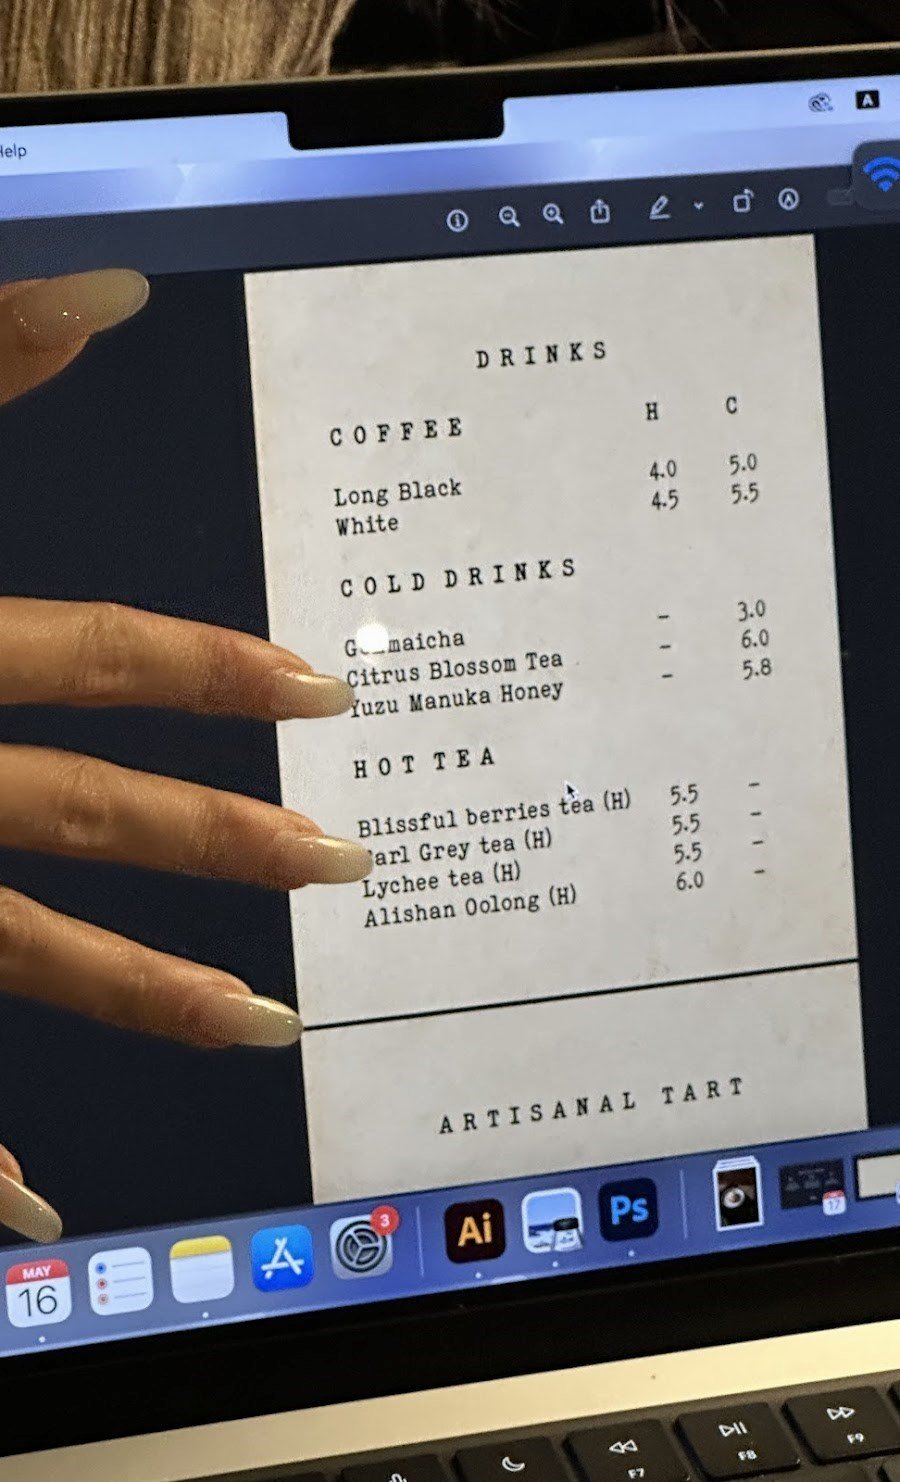 Help
A
DRINKS
COFFEE H C
Long Black 4.0 5.0
White 4.5 5.5
COLD DRINKS
- 3.0
Citrus Blossom Tea - 6.0
Yuzu Manuka Honey - 5.8
HOT TEA
Blissful berries tea (H) 5.5 -
Earl Grey tea (H) 5.5 -
Lychee tea (H) 5.5 -
Alishan Oolong (H) 6.0 -
ARTISANAL TART
MAY
16
3
Ai
Ps
17
F7
F8
F9